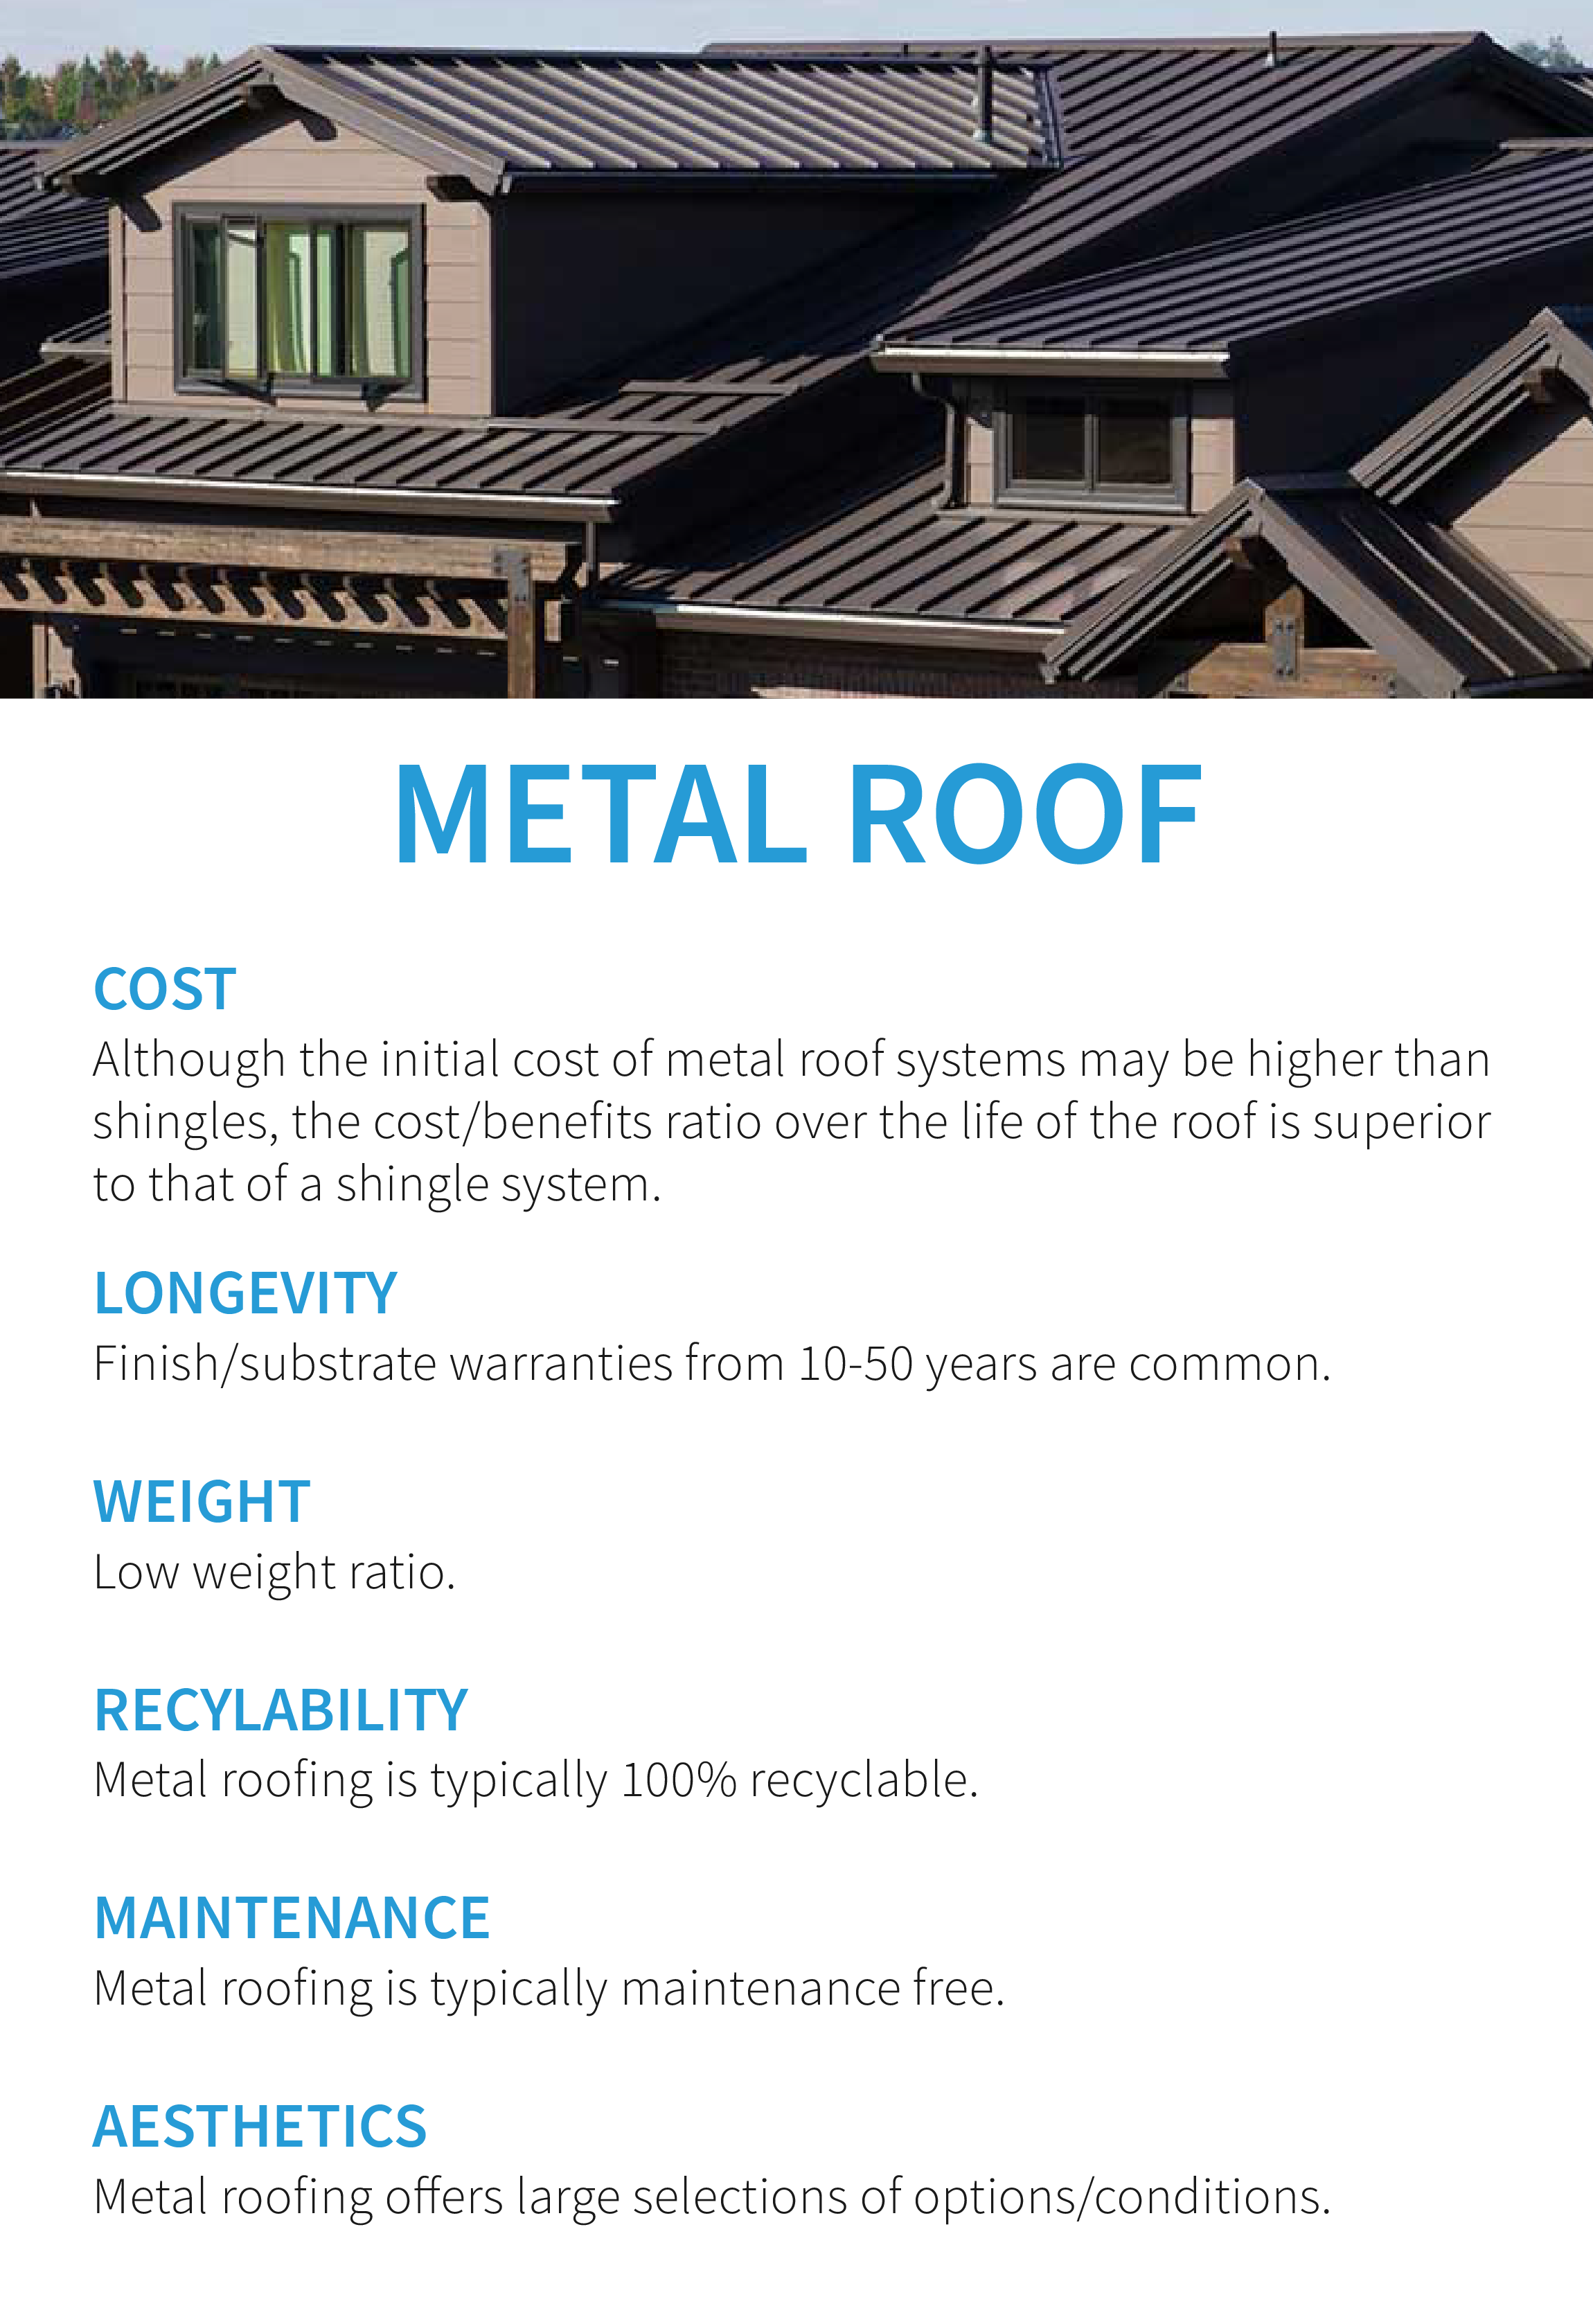 METAL ROOF
COST
Although the initial cost of metal roof systems may be higher than
shingles, the cost/benefits ratio over the life of the roof is superior
to that of a shingle system.
LONGEVITY
Finish/substrate warranties from 10-50 years are common.
WEIGHT
Low weight ratio.
RECYLABILITY
Metal roofing is typically 100% recyclable.
MAINTENANCE
Metal roofing is typically maintenance free.
AESTHETICS
Metal roofing offers large selections of options/conditions.